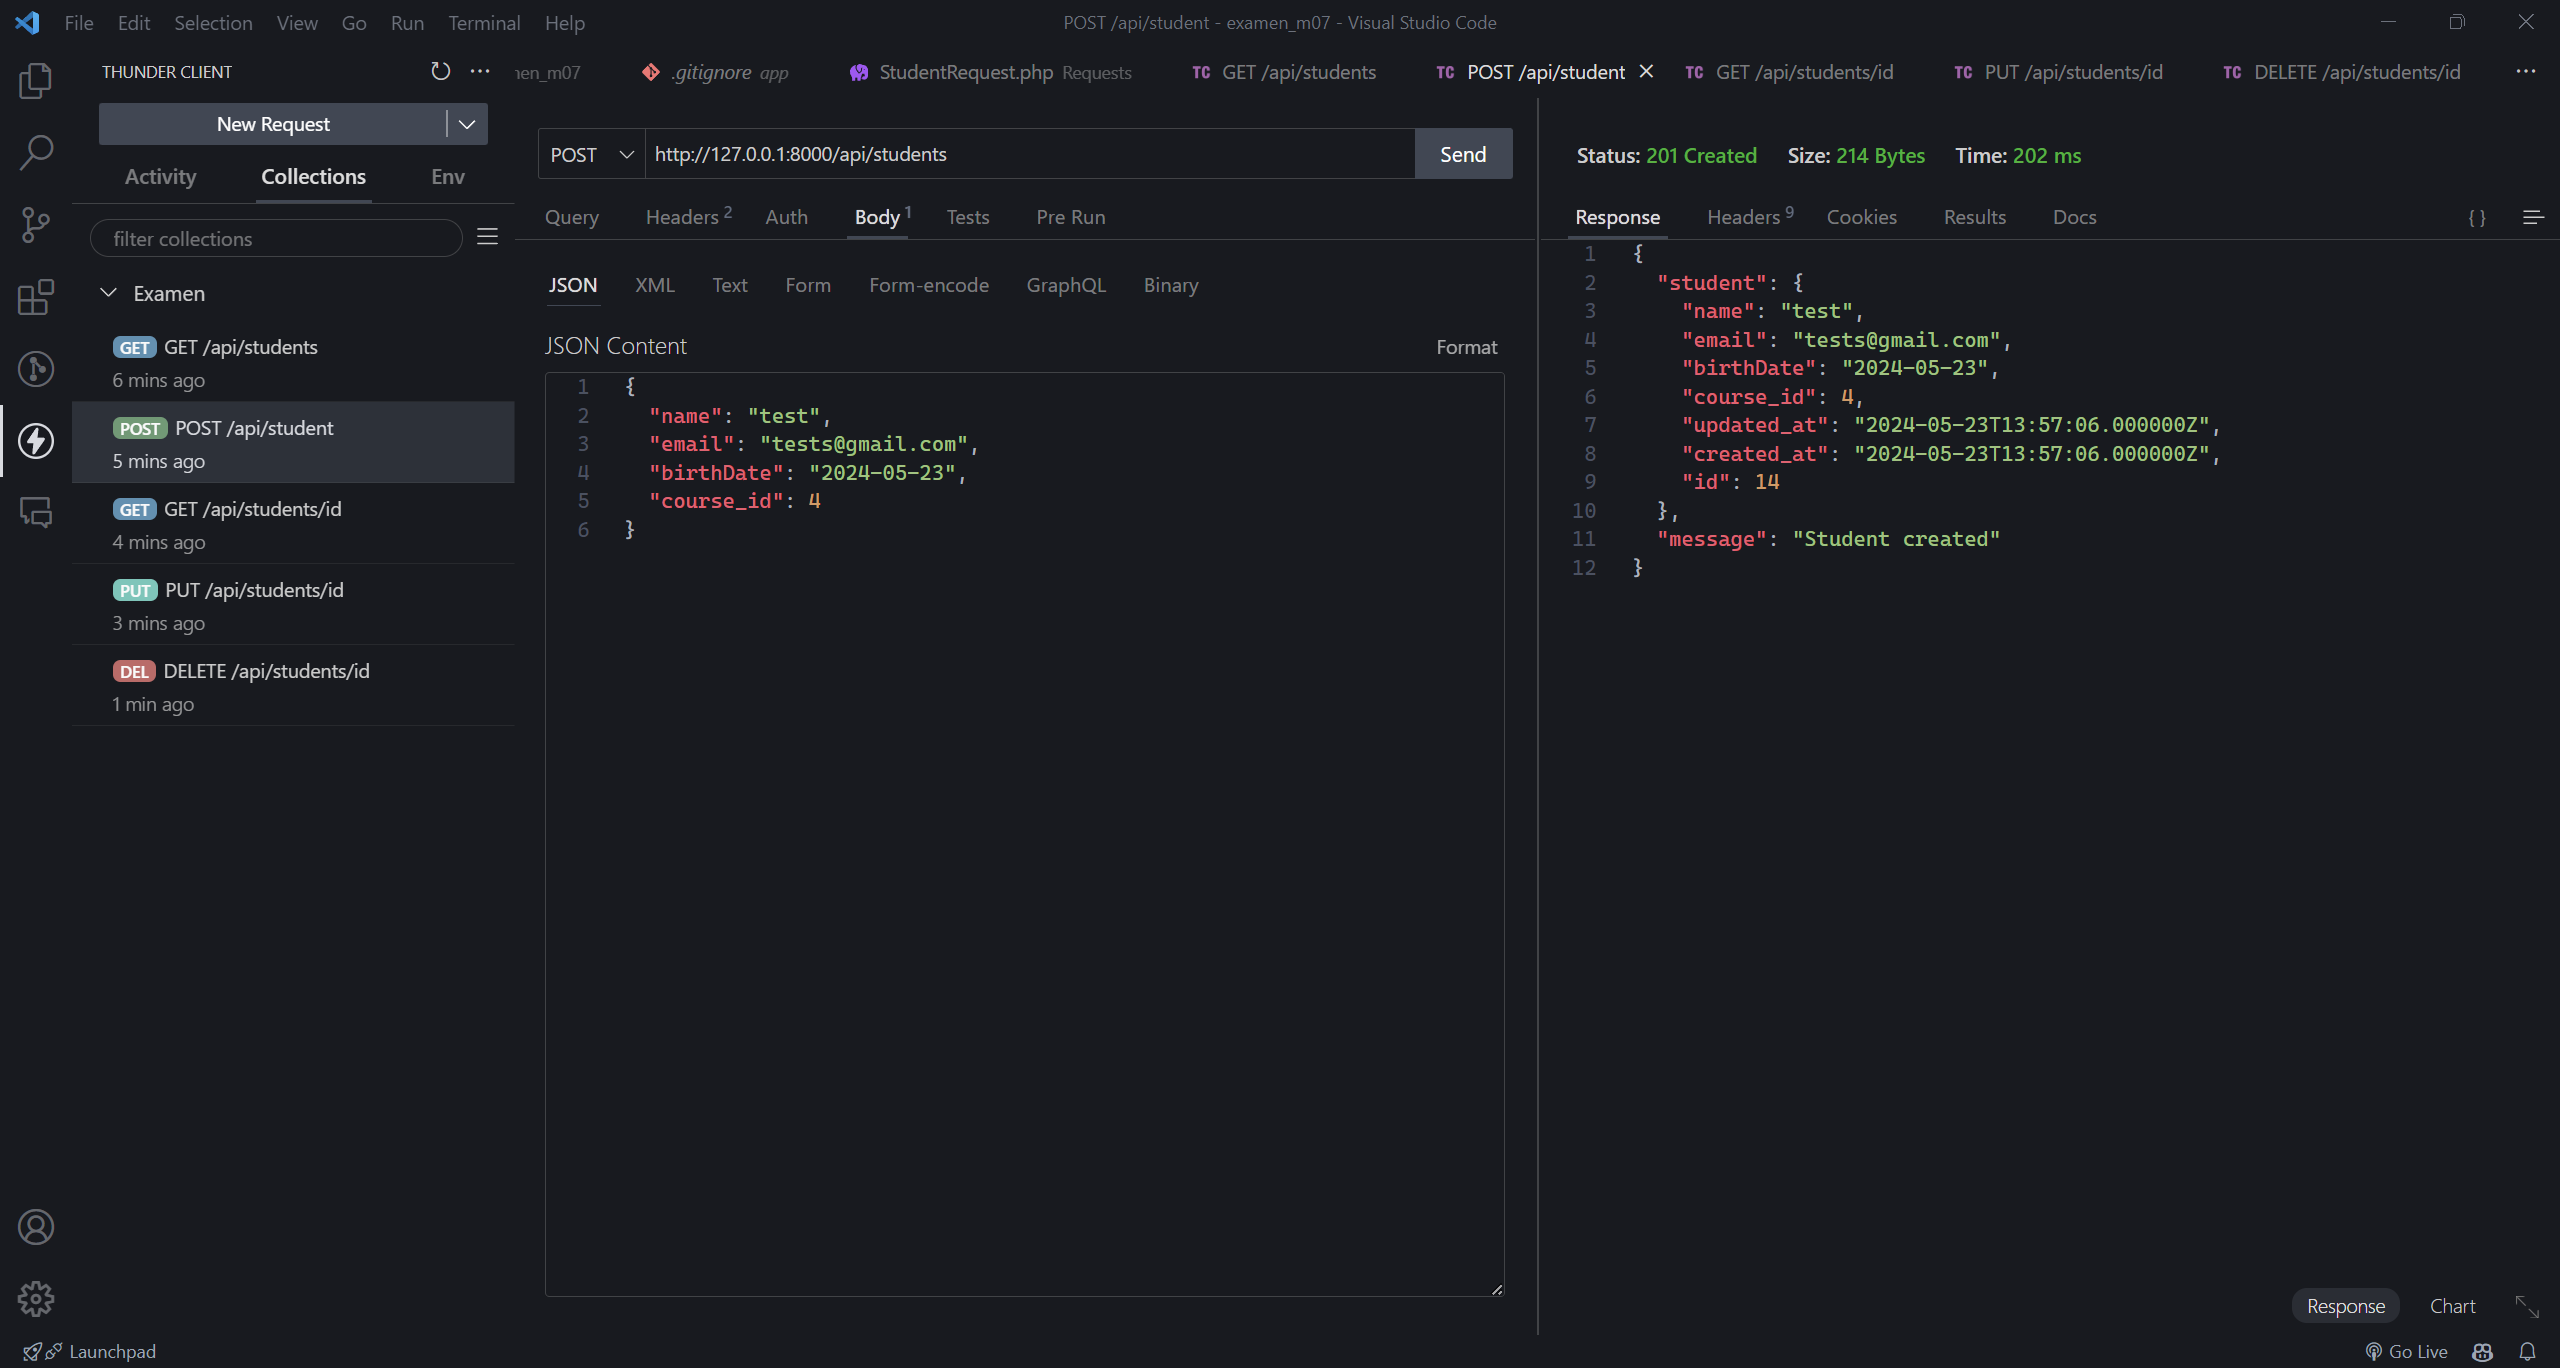 File Edit Selection View Go Run Terminal Help
POST /api/student - examen_m07 - Visual Studio Code
THUNDER CLIENT
.gitignore app
StudentRequest.php Requests
TC GET /api/students
TC POST /api/student
TC GET /api/students/id
TC PUT /api/students/id
TC DELETE /api/students/id
New Request
Activity Collections Env
filter collections
Examen
GET GET /api/students
6 mins ago
POST POST /api/student
5 mins ago
GET GET /api/students/id
4 mins ago
PUT PUT /api/students/id
3 mins ago
DEL DELETE /api/students/id
1 min ago
POST http://127.0.0.1:8000/api/students Send
Query Headers 2 Auth Body 1 Tests Pre Run
JSON XML Text Form Form-encode GraphQL Binary
JSON Content Format
1 {
2 "name": "test",
3 "email": "tests@gmail.com",
4 "birthDate": "2024-05-23",
5 "course_id": 4
6 }
Status: 201 Created Size: 214 Bytes Time: 202 ms
Response Headers 9 Cookies Results Docs { }
1 {
2 "student": {
3 "name": "test",
4 "email": "tests@gmail.com",
5 "birthDate": "2024-05-23",
6 "course_id": 4,
7 "updated_at": "2024-05-23T13:57:06.000000Z",
8 "created_at": "2024-05-23T13:57:06.000000Z",
9 "id": 14
10 },
11 "message": "Student created"
12 }
Response Chart
Launchpad
Go Live